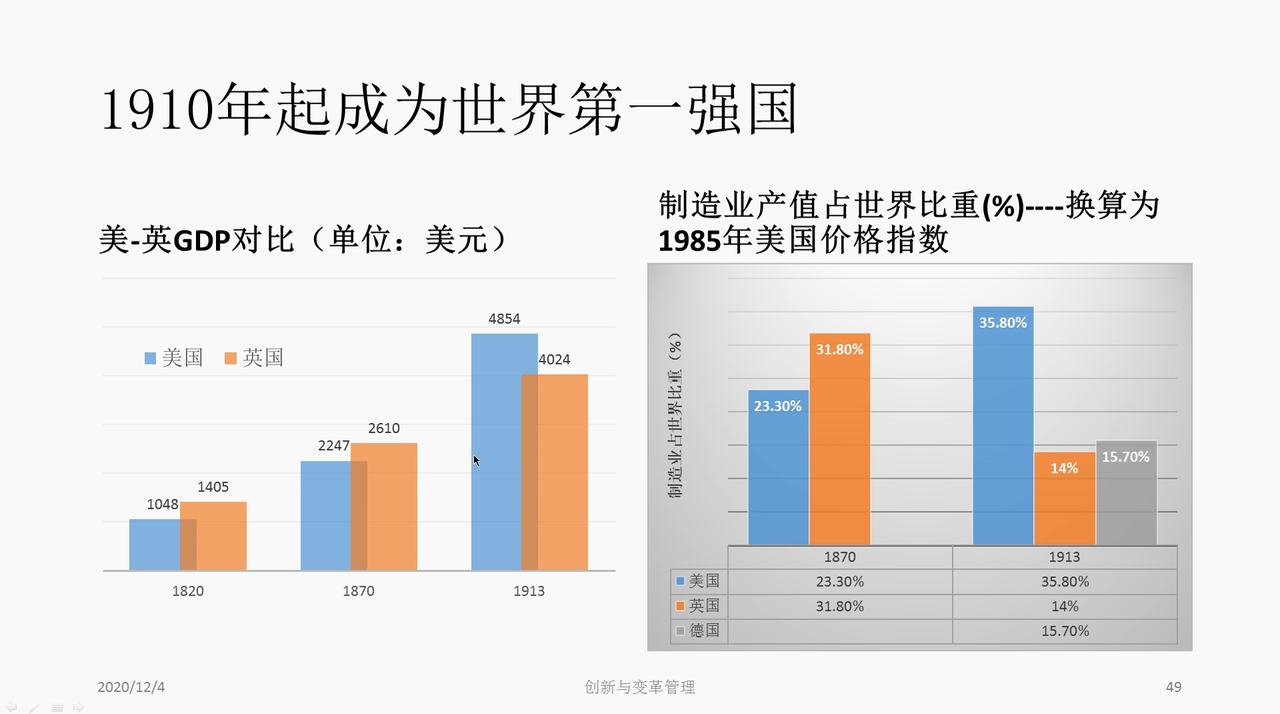 1910年起成为世界第一强国
美-英GDP对比（单位：美元）
4854
4024
美国 英国
2610
2247
1405
1048
1820 1870 1913
制造业产值占世界比重(%)----换算为
1985年美国价格指数
制造业占世界比重（%）
35.80%
31.80%
23.30%
15.70%
14%
1870 1913
美国 23.30% 35.80%
英国 31.80% 14%
德国 15.70%
2020/12/4 创新与变革管理 49